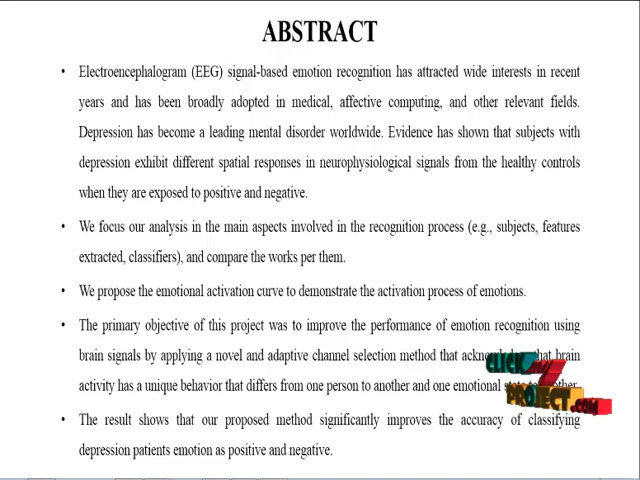 ABSTRACT
• Electroencephalogram (EEG) signal-based emotion recognition has attracted wide interests in recent
years and has been broadly adopted in medical, affective computing, and other relevant fields.
Depression has become a leading mental disorder worldwide. Evidence has shown that subjects with
depression exhibit different spatial responses in neurophysiological signals from the healthy controls
when they are exposed to positive and negative.
• We focus our analysis in the main aspects involved in the recognition process (e.g., subjects, features
extracted, classifiers), and compare the works per them.
• We propose the emotional activation curve to demonstrate the activation process of emotions.
• The primary objective of this project was to improve the performance of emotion recognition using
brain signals by applying a novel and adaptive channel selection method that that brain
activity has a unique behavior that differs from one person to another and one emotional
• The result shows that our proposed method significantly improves the accuracy of classifying
depression patients emotion as positive and negative.
CLICK MY
PROJECT.COM